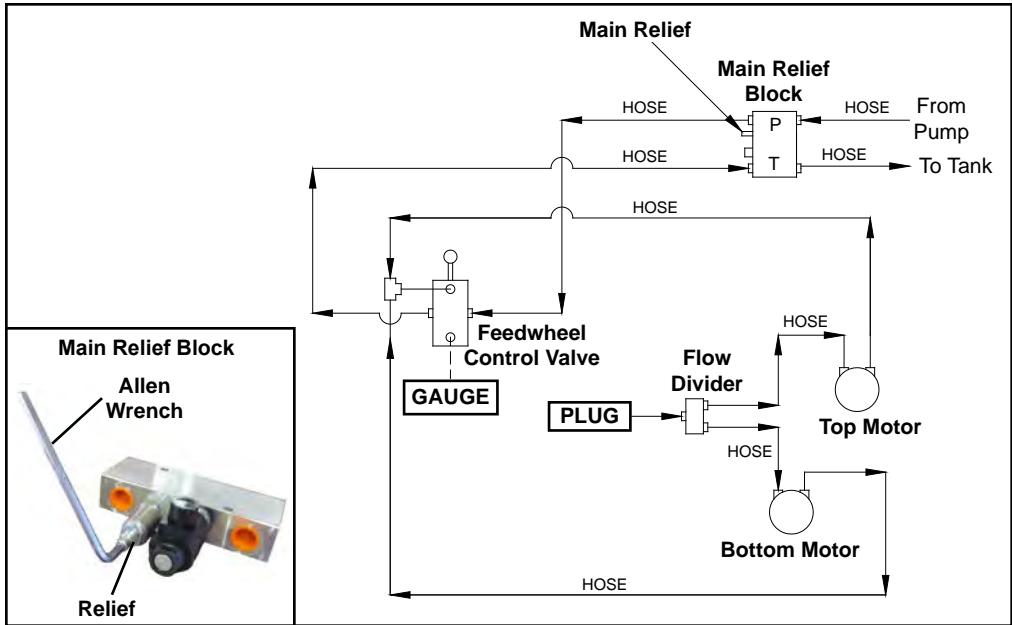 Main Relief
Main Relief
Block
HOSE
HOSE
From
Pump
P
HOSE
T
HOSE
To Tank
HOSE
Feedwheel
Control Valve
GAUGE
HOSE
Flow
Divider
PLUG
Top Motor
HOSE
Bottom Motor
HOSE
Main Relief Block
Allen
Wrench
Relief